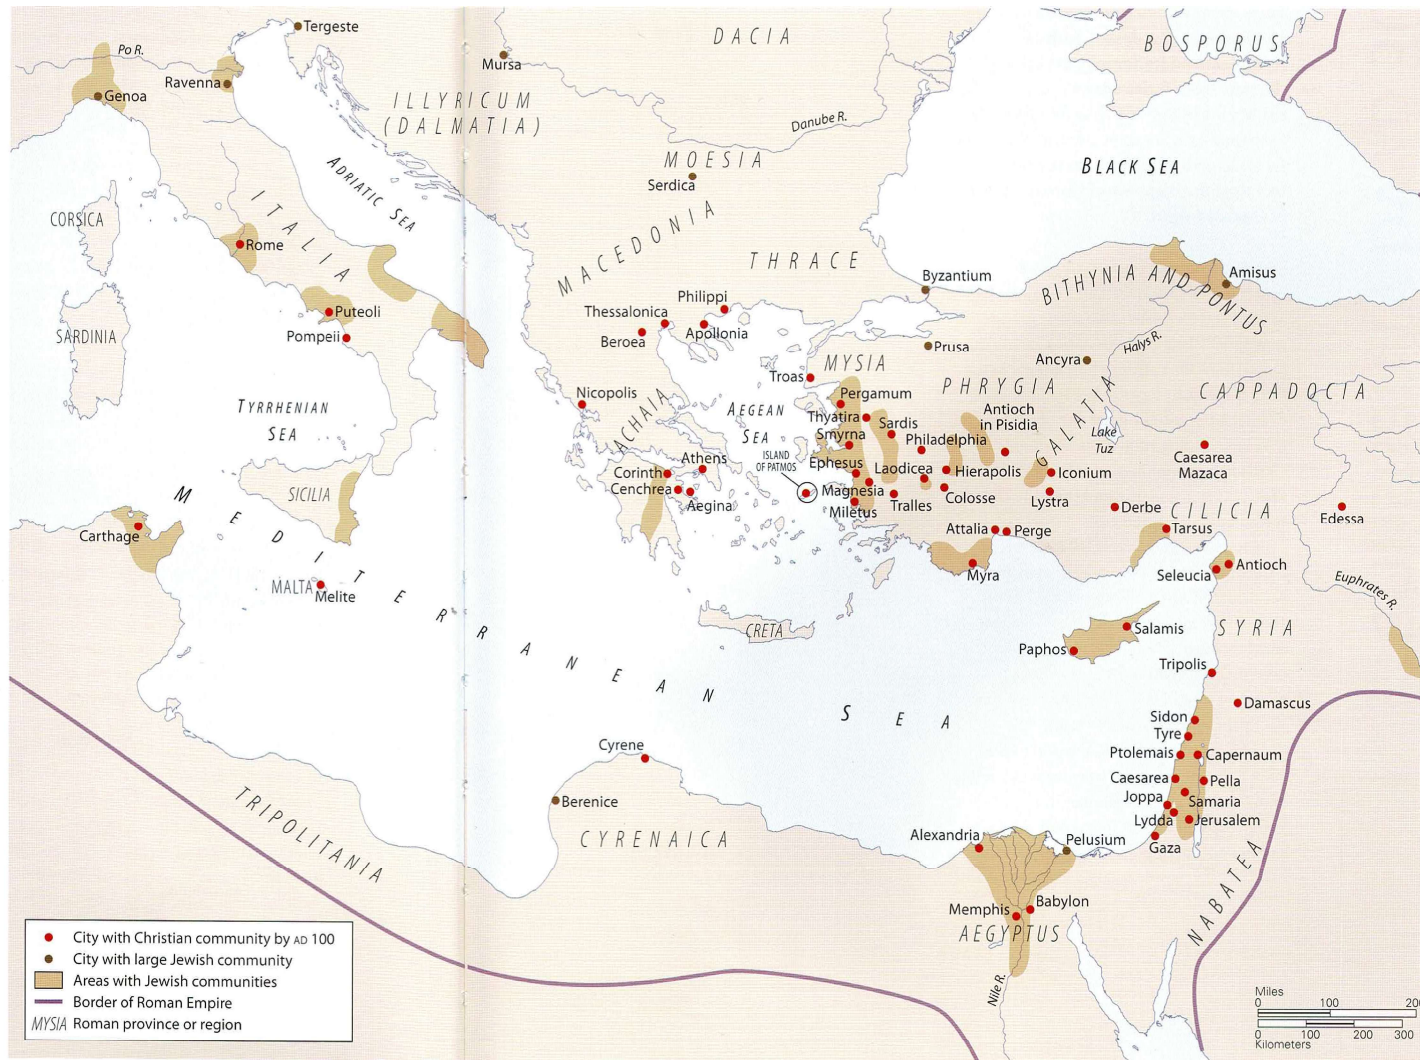 Tergeste
DACIA
BOSPORUS
Po R.
Mursa
Ravenna
Genoa
ILLYRICUM
(DALMATIA)
Danube R.
MOESIA
BLACK SEA
ADRIATIC SEA
Serdica
CORSICA
ITALIA
Rome
MACEDONIA
THRACE
Byzantium
BITHYNIA AND PONTUS
Amisus
Philippi
Thessalonica
Puteoli
Pompeii
SARDINIA
Beroea
Apollonia
Prusa
Halys R.
Ancyra
MYSIA
Troas
PHRYGIA
CAPPADOCIA
Nicopolis
Pergamum
TYRRHENIAN
SEA
ACHAIA
AEGEAN
SEA
Thyatira
Sardis
Antioch
in Pisidia
GALATIA
Smyrna
Philadelphia
Lake
Tuz
ISLAND
OF PATMOS
Athens
Caesarea
Mazaca
Corinth
Ephesus
Laodicea
Hierapolis
Iconium
Cenchrea
Magnesia
Colosse
SICILIA
MEDITERRANEAN SEA
Aegina
Miletus
Tralles
Lystra
Derbe
CILICIA
Edessa
Carthage
Attalia
Perge
Tarsus
Antioch
Seleucia
Myra
MALTA
Melite
Euphrates R.
CRETA
Salamis
SYRIA
Paphos
Tripolis
Damascus
Sidon
Tyre
Cyrene
Ptolemais
Capernaum
Caesarea
Pella
Joppa
Samaria
Berenice
Lydda
Jerusalem
TRIPOLITANIA
CYRENAICA
Alexandria
Pelusium
Gaza
NABATEA
Memphis
Babylon
AEGYPTUS
Nile R.
City with Christian community by AD 100
City with large Jewish community
Areas with Jewish communities
Border of Roman Empire
MYSIA Roman province or region
Miles
0 100 200
0 100 200 300
Kilometers